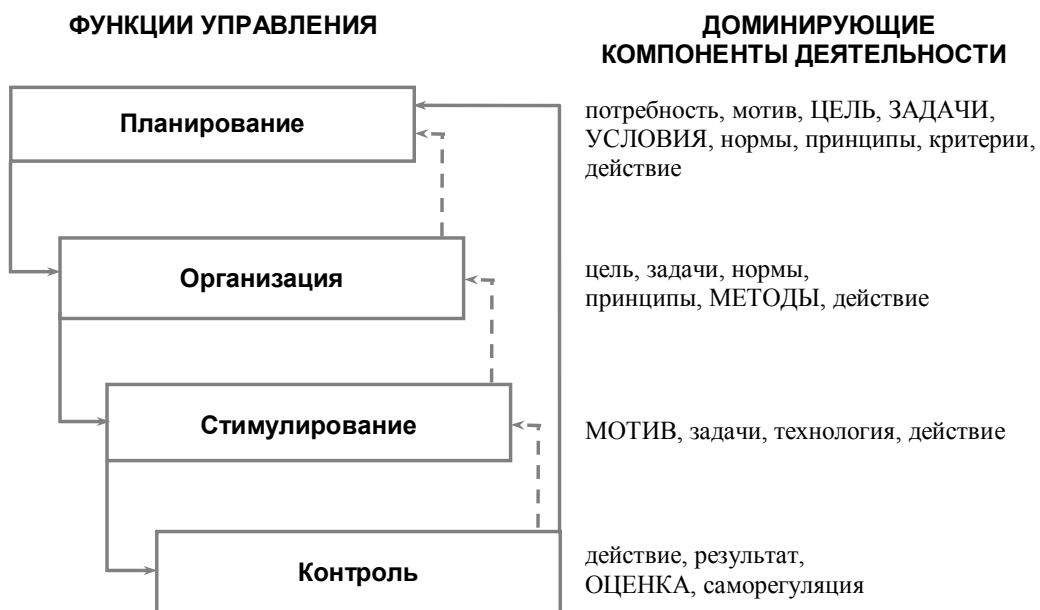 ФУНКЦИИ УПРАВЛЕНИЯ
ДОМИНИРУЮЩИЕ
КОМПОНЕНТЫ ДЕЯТЕЛЬНОСТИ
Планирование
потребность, мотив, ЦЕЛЬ, ЗАДАЧИ,
УСЛОВИЯ, нормы, принципы, критерии,
действие
Организация
цель, задачи, нормы,
принципы, МЕТОДЫ, действие
Стимулирование
МОТИВ, задачи, технология, действие
Контроль
действие, результат,
ОЦЕНКА, саморегуляция